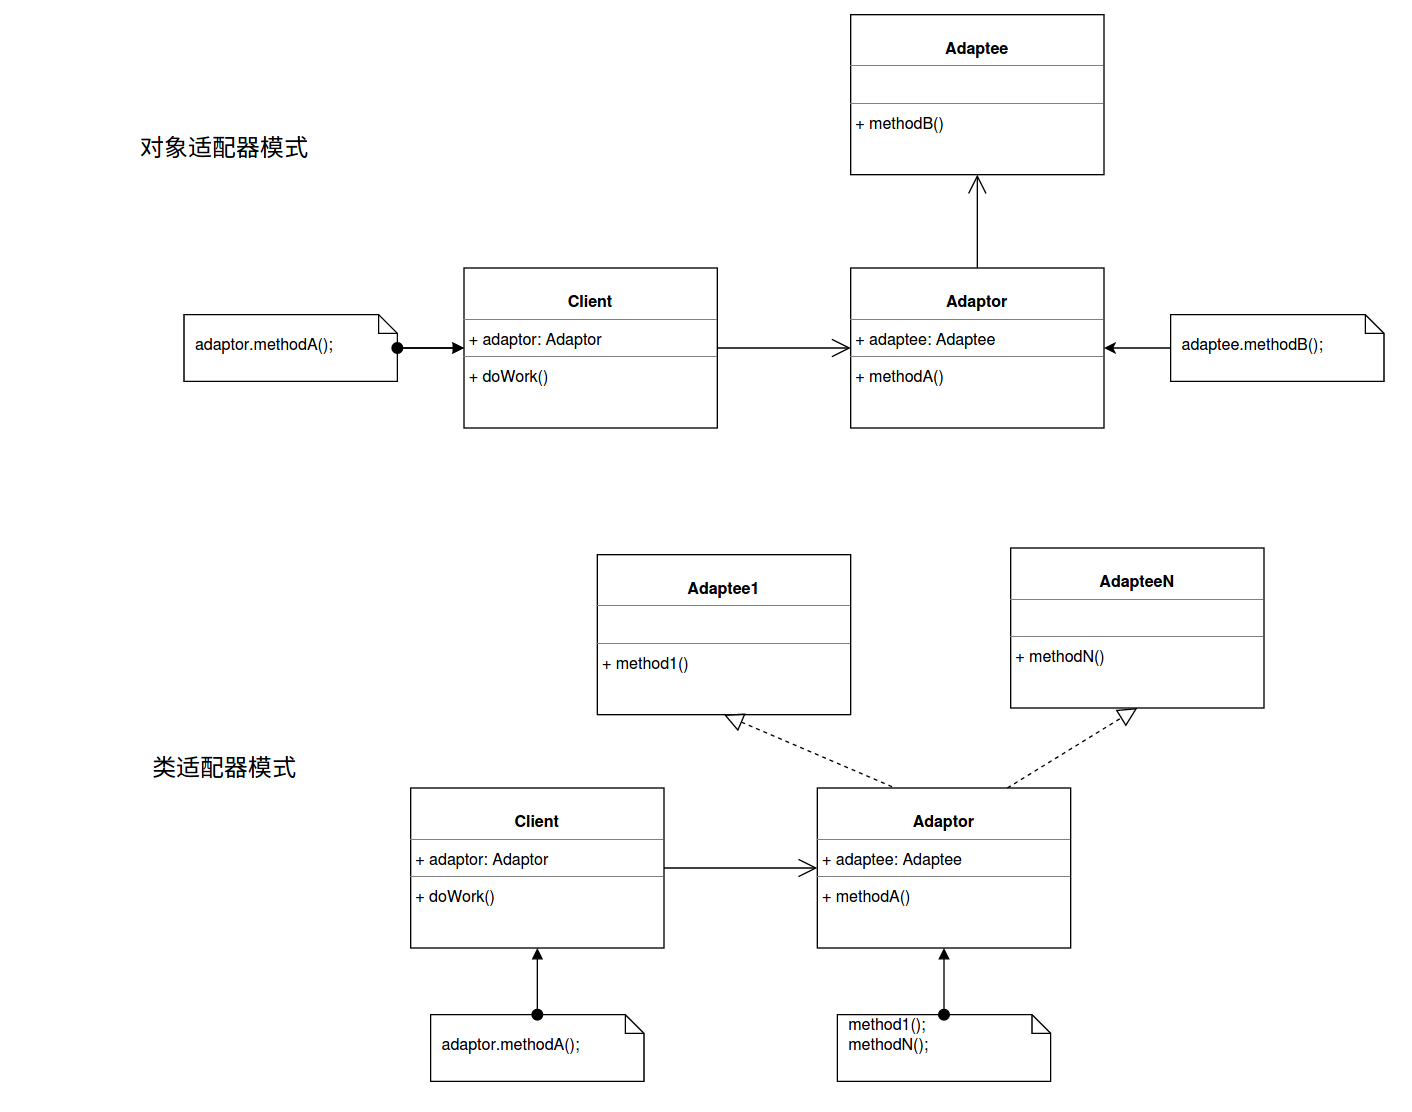 Adaptee
+ methodB()
对象适配器模式
Client
Adaptor
adaptor.methodA();
+ adaptor: Adaptor
+ adaptee: Adaptee
adaptee.methodB();
+ doWork()
+ methodA()
Adaptee1
AdapteeN
+ method1()
+ methodN()
类适配器模式
Client
Adaptor
+ adaptor: Adaptor
+ adaptee: Adaptee
+ doWork()
+ methodA()
adaptor.methodA();
method1();
methodN();